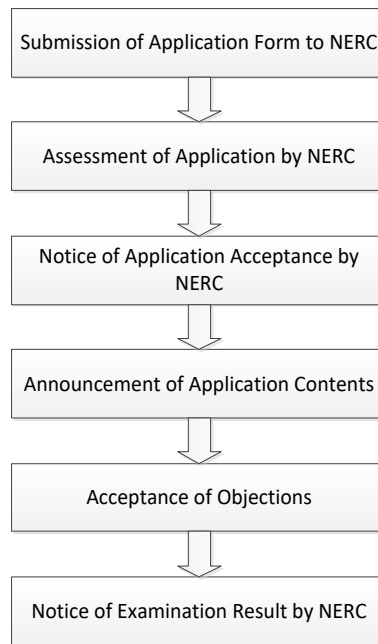 Submission of Application Form to NERC
Assessment of Application by NERC
Notice of Application Acceptance by
NERC
Announcement of Application Contents
Acceptance of Objections
Notice of Examination Result by NERC